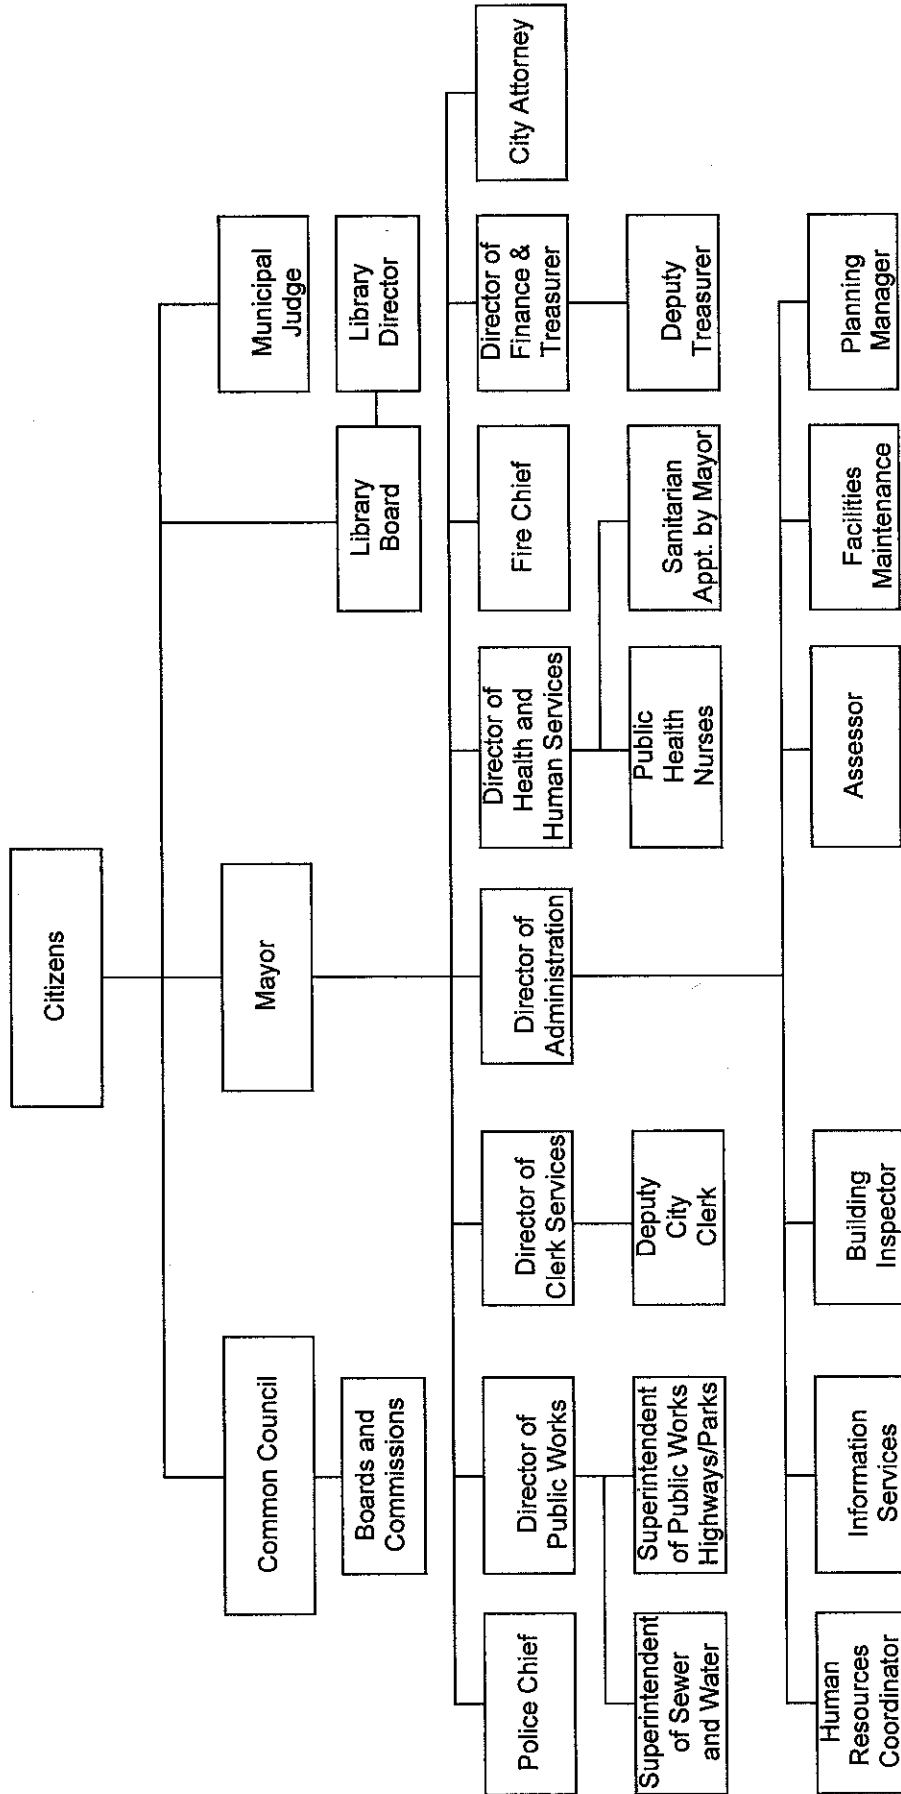 Citizens
Common Council
Mayor
Municipal
Judge
Boards and
Commissions
Library
Board
Library
Director
Police Chief
Director of
Public Works
Director of
Clerk Services
Director of
Administration
Director of
Health and
Human Services
Fire Chief
Director of
Finance &
Treasurer
City Attorney
Superintendent
of Sewer
and Water
Superintendent
of Public Works
Highways/Parks
Deputy
City
Clerk
Public
Health
Nurses
Sanitarian
Appt. by Mayor
Deputy
Treasurer
Human
Resources
Coordinator
Information
Services
Building
Inspector
Assessor
Facilities
Maintenance
Planning
Manager